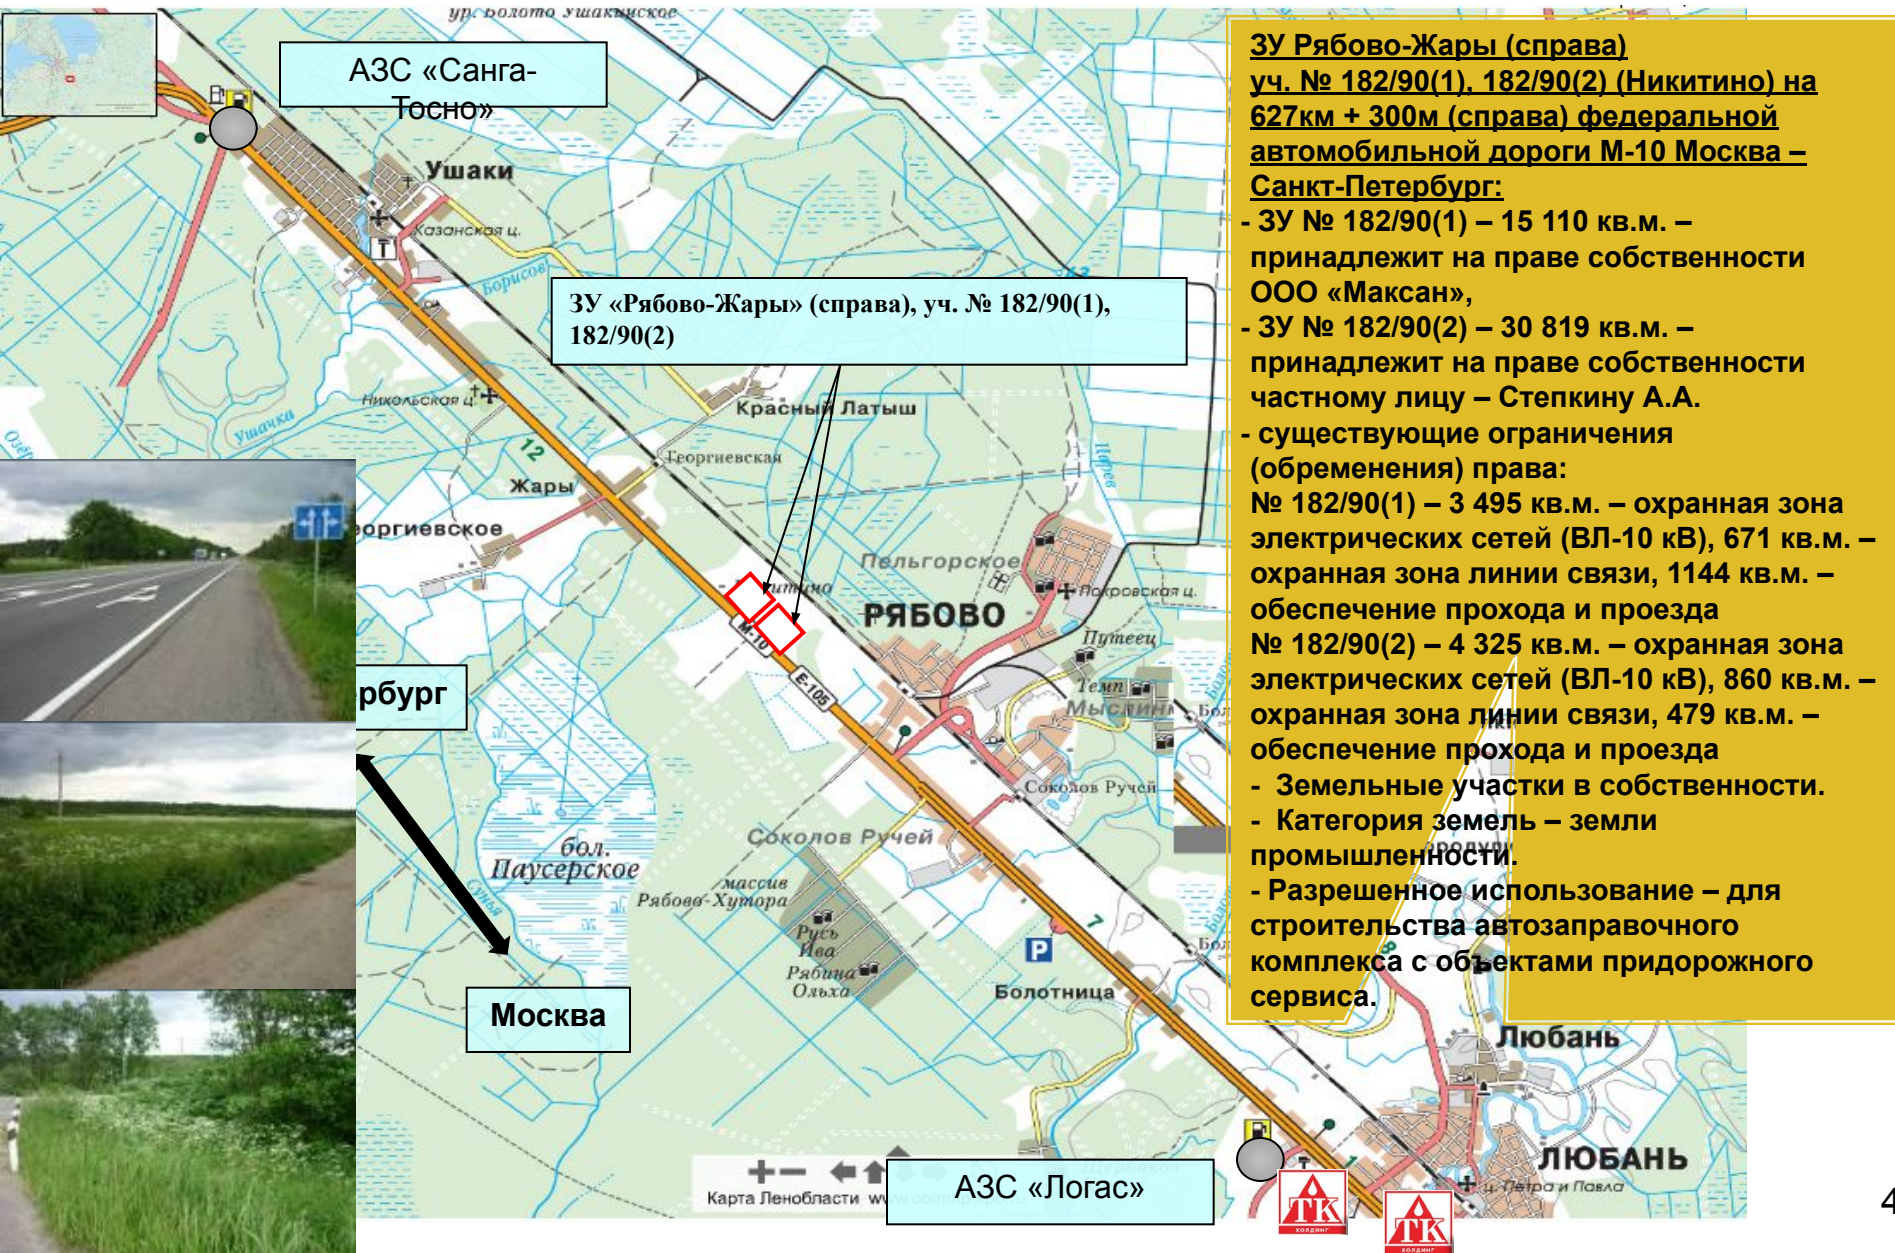 ур. Болото Ушакинское
АЗС «Санга-
Тосно»
Ушаки
Казанская ц.
Борисов
ЗУ «Рябово-Жары» (справа), уч. № 182/90(1),
182/90(2)
Никольская ц.
Ушачка
12
Красный Латыш
Георгиевская
Жары
еоргиевское
Пельгорское
Покровская ц.
РЯБОВО
Путеец
М-10
Е-105
Темп
Мыслин
рбург
Соколов Ручей
Соколов Ручей
бол.
Паусерское
массив
Рябово-Хутора
Русь
Ива
Рябина
Ольха
7
P
Болотница
Москва
8
Любань
ЛЮБАНЬ
ц. Петра и Павла
1
Карта Ленобласти
АЗС «Логас»
ТК
ХОЛДИНГ
ТК
ХОЛДИНГ
ЗУ Рябово-Жары (справа)
уч. № 182/90(1), 182/90(2) (Никитино) на
627км + 300м (справа) федеральной
автомобильной дороги М-10 Москва –
Санкт-Петербург:
- ЗУ № 182/90(1) – 15 110 кв.м. –
принадлежит на праве собственности
ООО «Максан»,
- ЗУ № 182/90(2) – 30 819 кв.м. –
принадлежит на праве собственности
частному лицу – Степкину А.А.
- существующие ограничения
(обременения) права:
№ 182/90(1) – 3 495 кв.м. – охранная зона
электрических сетей (ВЛ-10 кВ), 671 кв.м. –
охранная зона линии связи, 1144 кв.м. –
обеспечение прохода и проезда
№ 182/90(2) – 4 325 кв.м. – охранная зона
электрических сетей (ВЛ-10 кВ), 860 кв.м. –
охранная зона линии связи, 479 кв.м. –
обеспечение прохода и проезда
- Земельные участки в собственности.
- Категория земель – земли
промышленности.
- Разрешенное использование – для
строительства автозаправочного
комплекса с объектами придорожного
сервиса.
4